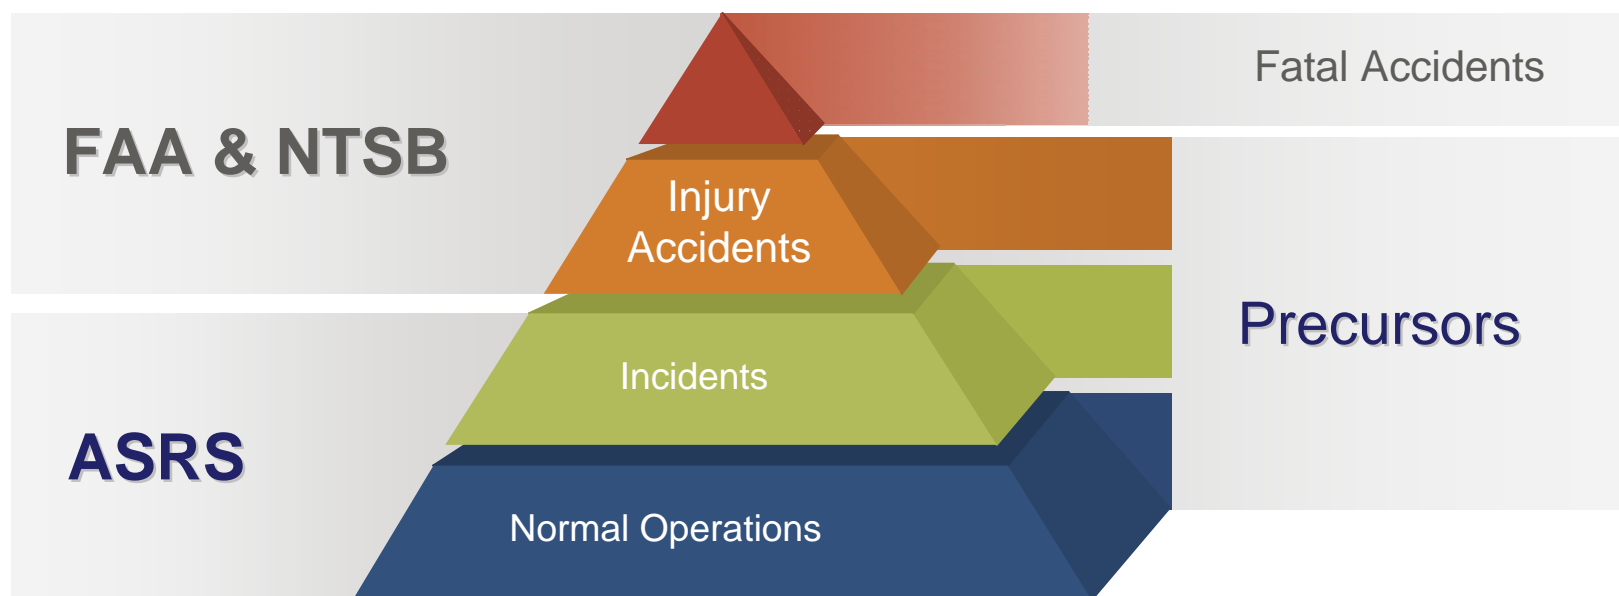 Fatal Accidents
FAA & NTSB
Injury
Accidents
Precursors
Incidents
ASRS
Normal Operations